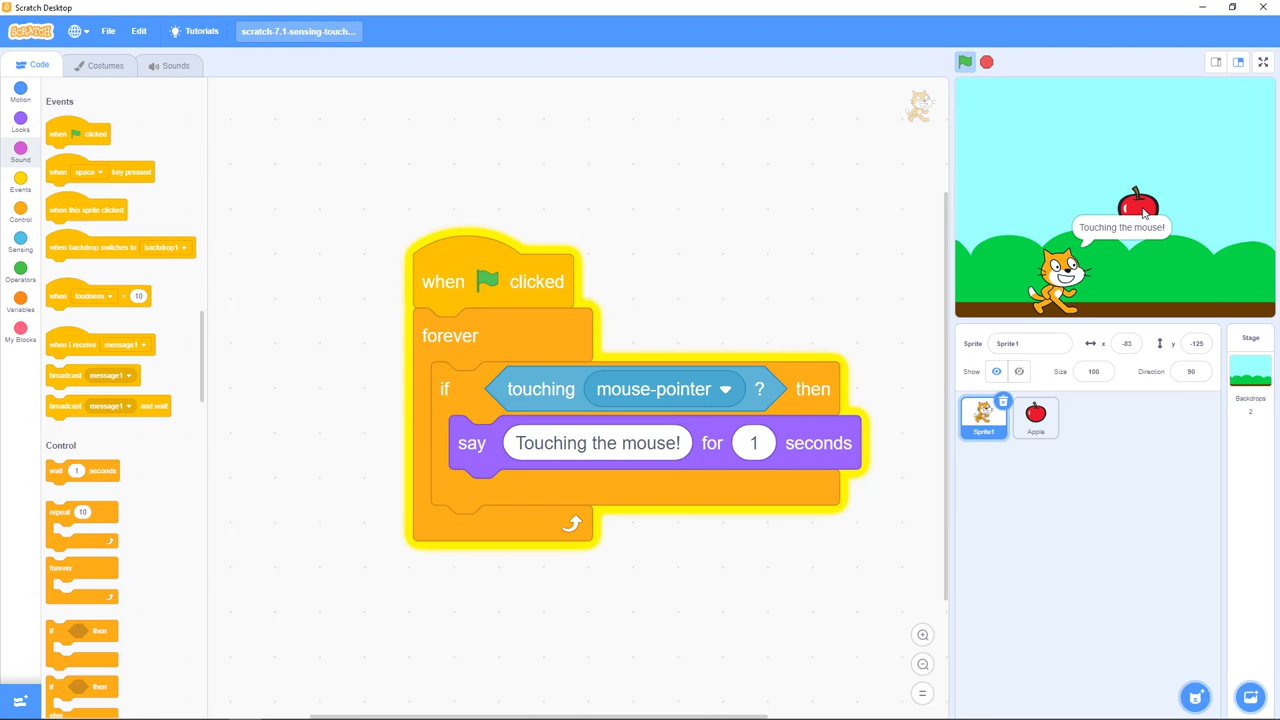 Scratch Desktop
SCRATCH File Edit Tutorials scratch-7.1-sensing-touch...
Code Costumes Sounds
Motion
Looks
Sound
Events
Control
Sensing
Operators
Variables
My Blocks
Events
when clicked
when space key pressed
when this sprite clicked
when backdrop switches to backdrop1
when loudness > 10
when I receive message1
broadcast message1
broadcast message1 and wait
Control
wait 1 seconds
repeat 10
forever
if then
if then
else
when clicked
forever
if touching mouse-pointer ? then
say Touching the mouse! for 1 seconds
Touching the mouse!
Sprite Sprite1 x -83 y -125
Show Size 100 Direction 90
Sprite1 Apple
Stage
Backdrops
2